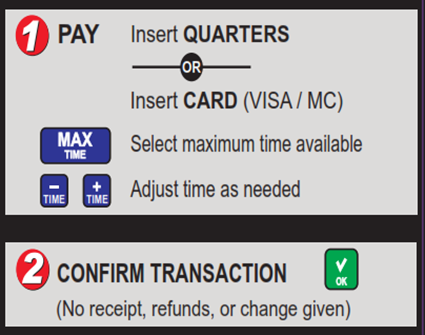 1 PAY Insert QUARTERS
OR
Insert CARD (VISA / MC)
MAX TIME Select maximum time available
– TIME + TIME Adjust time as needed
2 CONFIRM TRANSACTION OK
(No receipt, refunds, or change given)